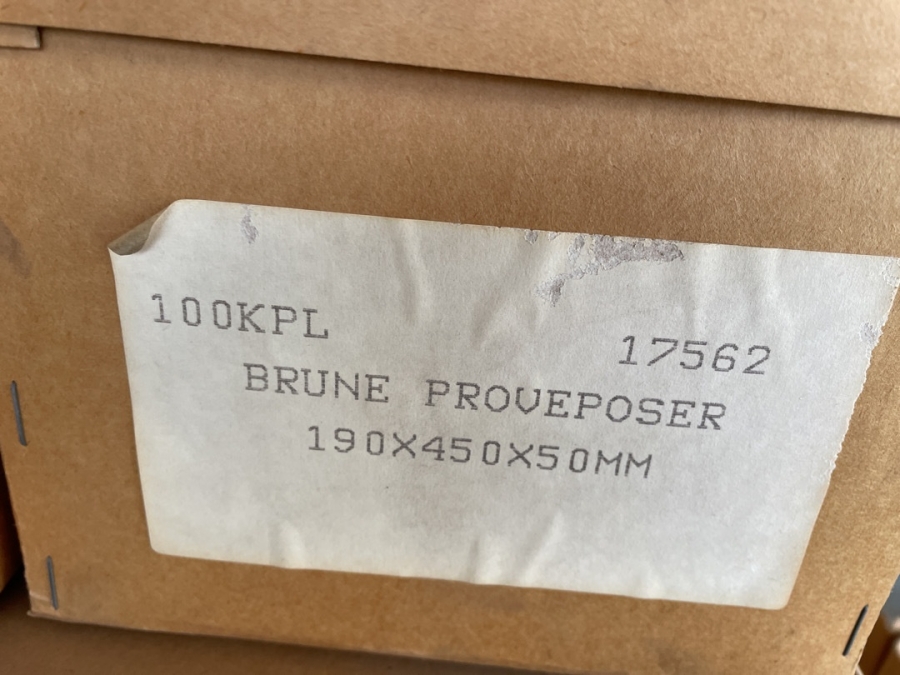 100KPL 17562
BRUNE PROVEPOSER
190X450X50MM